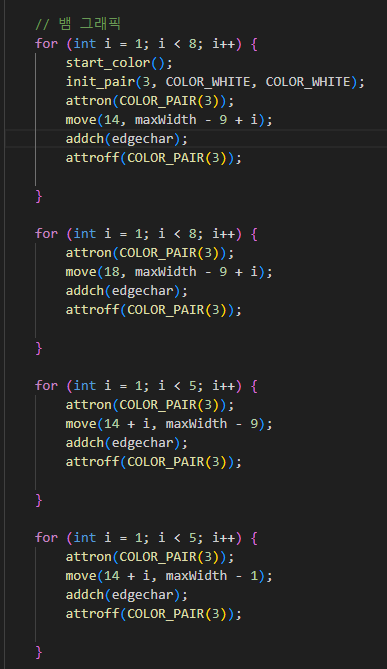 // 뱀 그래픽
for (int i = 1; i < 8; i++) {
start_color();
init_pair(3, COLOR_WHITE, COLOR_WHITE);
attron(COLOR_PAIR(3));
move(14, maxWidth - 9 + i);
addch(edgechar);
attroff(COLOR_PAIR(3));
}
for (int i = 1; i < 8; i++) {
attron(COLOR_PAIR(3));
move(18, maxWidth - 9 + i);
addch(edgechar);
attroff(COLOR_PAIR(3));
}
for (int i = 1; i < 5; i++) {
attron(COLOR_PAIR(3));
move(14 + i, maxWidth - 9);
addch(edgechar);
attroff(COLOR_PAIR(3));
}
for (int i = 1; i < 5; i++) {
attron(COLOR_PAIR(3));
move(14 + i, maxWidth - 1);
addch(edgechar);
attroff(COLOR_PAIR(3));
}